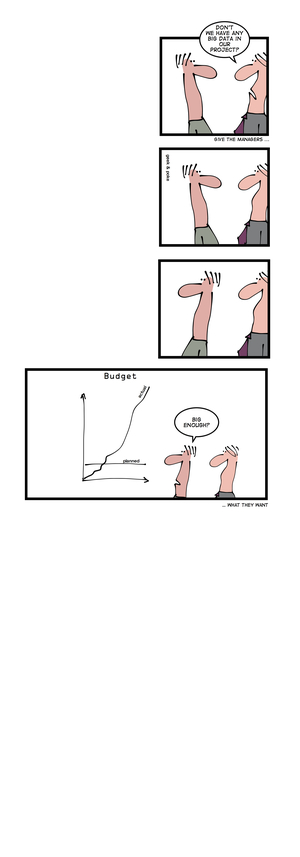 DON'T
WE HAVE ANY
BIG DATA IN
OUR
PROJECT?
GIVE THE MANAGERS ...
geek & poke
Budget
actual
BIG
ENOUGH?
planned
... WHAT THEY WANT